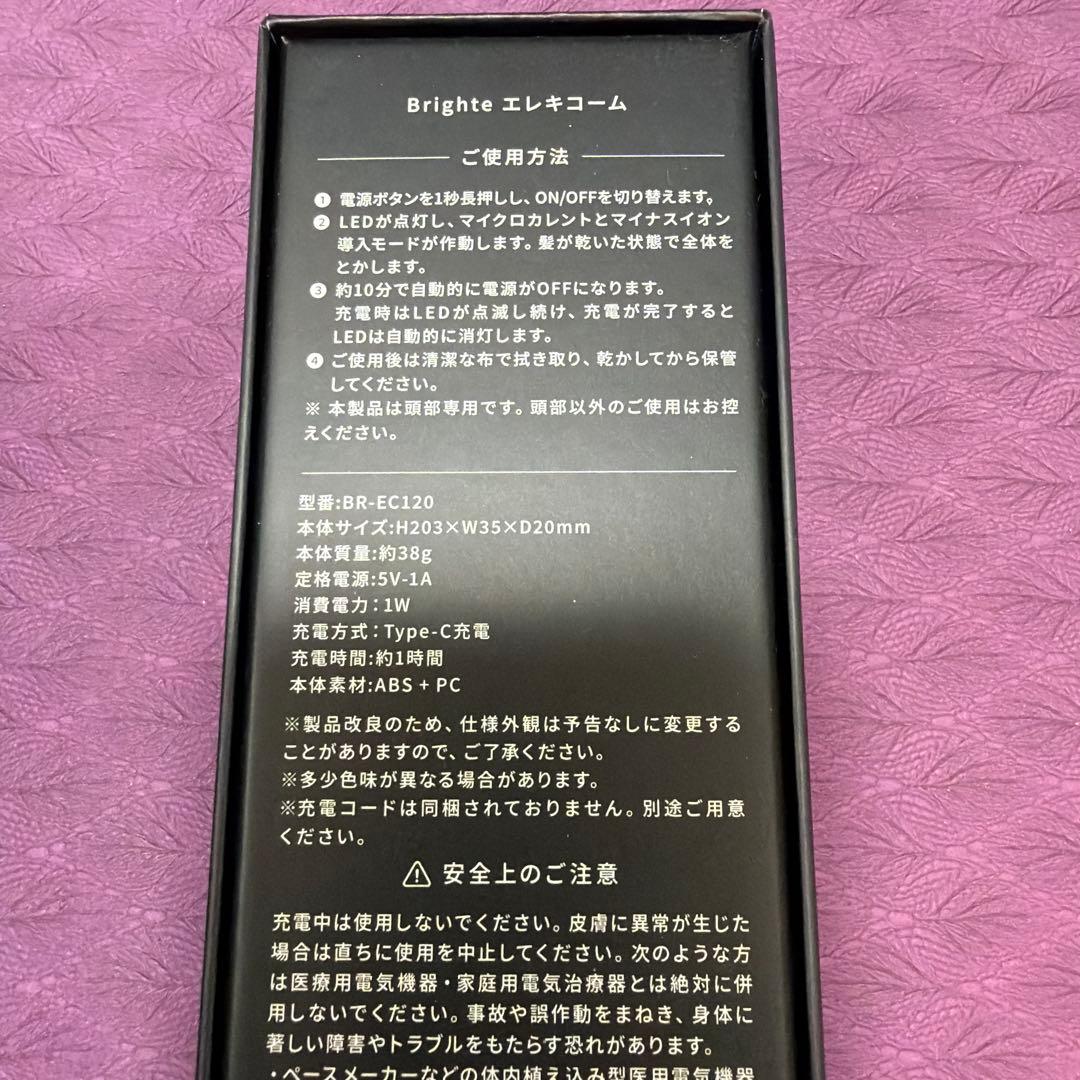 Brighte エレキコーム
ご使用方法
❶ 電源ボタンを1秒長押しし、ON/OFFを切り替えます。
❷ LEDが点灯し、マイクロカレントとマイナスイオン
導入モードが作動します。髪が乾いた状態で全体を
とかします。
❸ 約10分で自動的に電源がOFFになります。
充電時はLEDが点滅し続け、充電が完了すると
LEDは自動的に消灯します。
❹ ご使用後は清潔な布で拭き取り、乾かしてから保管
してください。
※ 本製品は頭部専用です。頭部以外のご使用はお控
えください。
型番:BR-EC120
本体サイズ:H203×W35×D20mm
本体質量:約38g
定格電源:5V-1A
消費電力：1W
充電方式：Type-C充電
充電時間:約1時間
本体素材:ABS + PC
※製品改良のため、仕様外観は予告なしに変更する
ことがありますので、ご了承ください。
※多少色味が異なる場合があります。
※充電コードは同梱されておりません。別途ご用意
ください。
⚠ 安全上のご注意
充電中は使用しないでください。皮膚に異常が生じた
場合は直ちに使用を中止してください。次のような方
は医療用電気機器・家庭用電気治療器とは絶対に併
用しないでください。事故や誤作動をまねき、身体に
著しい障害やトラブルをもたらす恐れがあります。
・ペースメーカーなどの体内植え込み型医用電気機器